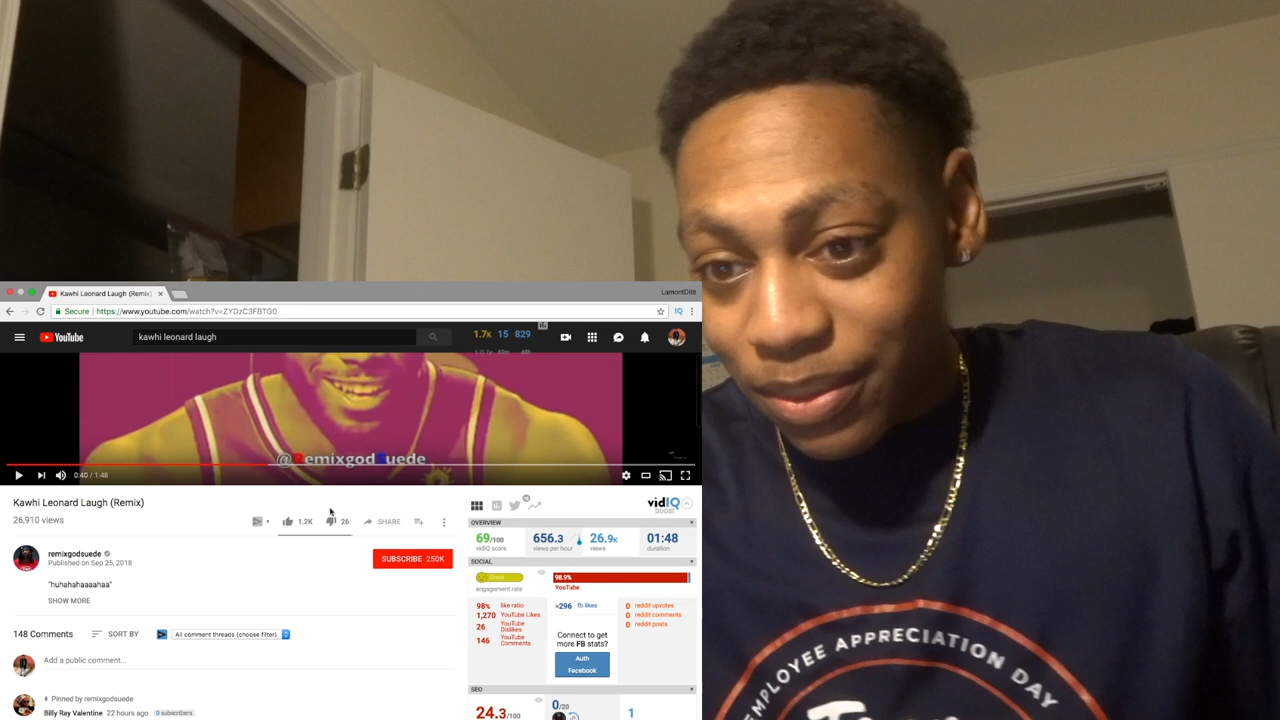 Kawhi Leonard Laugh (Remix)
LamontDitit
Secure
https://www.youtube.com/watch?v=ZYDzC3FBTG0
IQ
YouTube
kawhi leonard laugh
1.7K 15 829
@RemixgodSuede
0:40 / 1:48
Kawhi Leonard Laugh (Remix)
26,910 views
1.2K
26
SHARE
remixgodsuede
Published on Sep 25, 2018
SUBSCRIBE 250K
"huhahahaaaahaa"
SHOW MORE
148 Comments
SORT BY
All comment threads (choose filter)
Add a public comment...
Pinned by remixgodsuede
Billy Ray Valentine 22 hours ago 0 subscribers
vidIQ
boost
OVERVIEW
69/100
vidIQ score
656.3
views per hour
26.9K
views
01:48
duration
SOCIAL
Great
engagement rate
98.9%
YouTube
98% like ratio
1,270 YouTube Likes
26 YouTube Dislikes
146 YouTube Comments
≈296 fb likes
Connect to get
more FB stats?
Auth
Facebook
0 reddit upvotes
0 reddit comments
0 reddit posts
SEO
24.3/100
0/20
1
EMPLOYEE APPRECIATION DAY